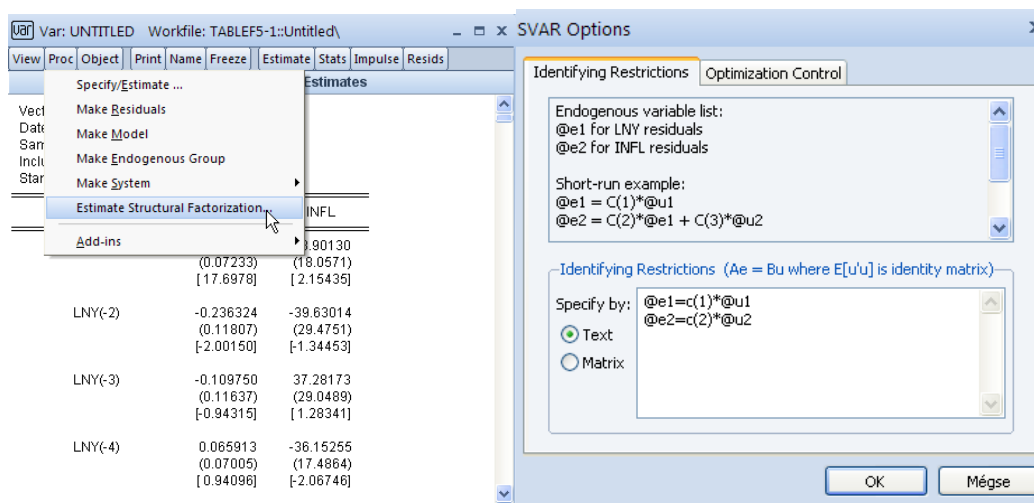 Var: UNTITLED Workfile: TABLEF5-1::Untitled\
View Proc Object Print Name Freeze Estimate Stats Impulse Resids
Estimates
Specify/Estimate ...
Make Residuals
Make Model
Make Endogenous Group
Make System
Estimate Structural Factorization...
Add-ins
Vect
Date
Sam
Inclu
Star
INFL
.90130
(0.07233) (18.0571)
[17.6978] [2.15435]
LNY(-2) -0.236324 -39.63014
(0.11807) (29.4751)
[-2.00150] [-1.34453]
LNY(-3) -0.109750 37.28173
(0.11637) (29.0489)
[-0.94315] [1.28341]
LNY(-4) 0.065913 -36.15255
(0.07005) (17.4864)
[0.94096] [-2.06746]
SVAR Options
Identifying Restrictions Optimization Control
Endogenous variable list:
@e1 for LNY residuals
@e2 for INFL residuals
Short-run example:
@e1 = C(1)*@u1
@e2 = C(2)*@e1 + C(3)*@u2
Identifying Restrictions (Ae = Bu where E[u'u] is identity matrix)
Specify by:
Text
Matrix
@e1=c(1)*@u1
@e2=c(2)*@u2
OK Mégse